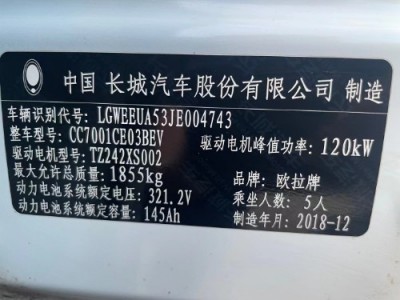 中国 长城汽车股份有限公司 制造
车辆识别代号: LGWEEUA53JE004743
整车型号: CC7001CE03BEV 驱动电机峰值功率: 120kW
驱动电机型号: TZ242XS002
最大允许总质量: 1855kg 品牌: 欧拉牌
动力电池系统额定电压: 321.2V 乘坐人数: 5人
动力电池系统额定容量: 145Ah 制造年月: 2018-12